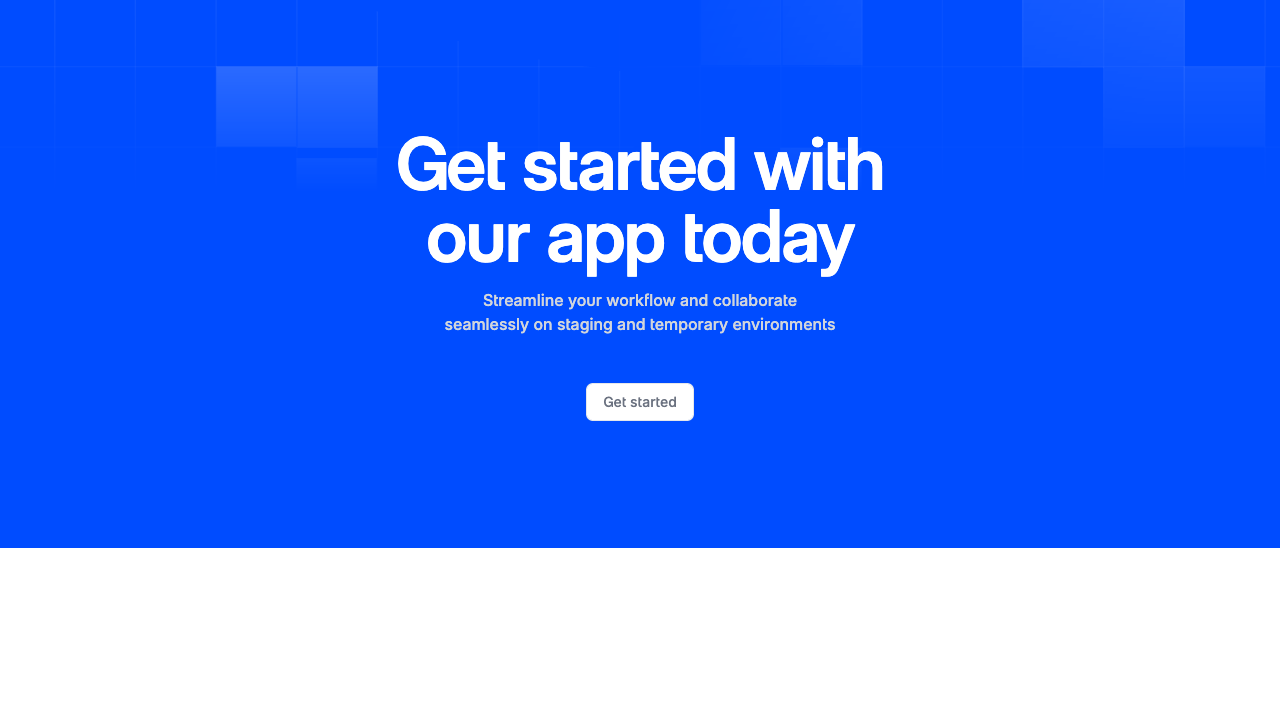 Get started with
our app today
Streamline your workflow and collaborate
seamlessly on staging and temporary environments
Get started